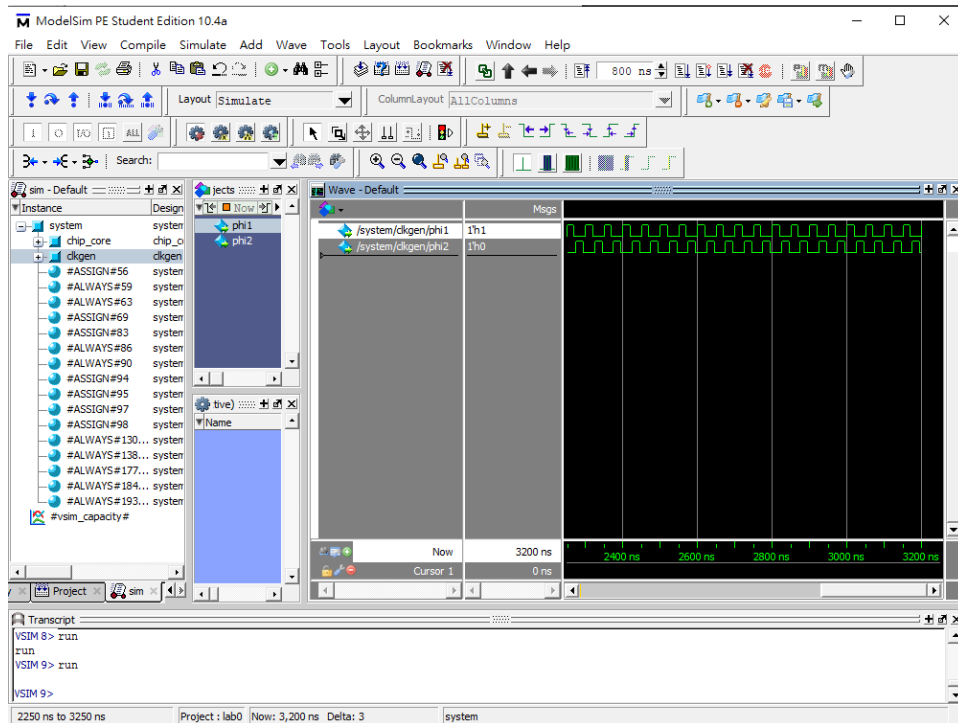 ModelSim PE Student Edition 10.4a
File Edit View Compile Simulate Add Wave Tools Layout Bookmarks Window Help
800 ns
Layout Simulate
ColumnLayout AllColumns
ALL
Search:
sim - Default
Instance Design
system system
chip_core chip_c
clkgen clkgen
#ASSIGN#56 system
#ALWAYS#59 system
#ALWAYS#63 system
#ASSIGN#69 system
#ASSIGN#83 system
#ALWAYS#86 system
#ALWAYS#90 system
#ASSIGN#94 system
#ASSIGN#95 system
#ASSIGN#97 system
#ASSIGN#98 system
#ALWAYS#130... system
#ALWAYS#138... system
#ALWAYS#177... system
#ALWAYS#184... system
#ALWAYS#193... system
#vsim_capacity#
Project sim
jects
Now
phi1
phi2
tive)
Name
Wave - Default
Msgs
/system/clkgen/phi1 1'h1
/system/clkgen/phi2 1'h0
Now 3200 ns
Cursor 1 0 ns
2400 ns 2600 ns 2800 ns 3000 ns 3200 ns
Transcript
VSIM 8> run
run
VSIM 9> run
VSIM 9>
2250 ns to 3250 ns Project : lab0 Now: 3,200 ns Delta: 3 system